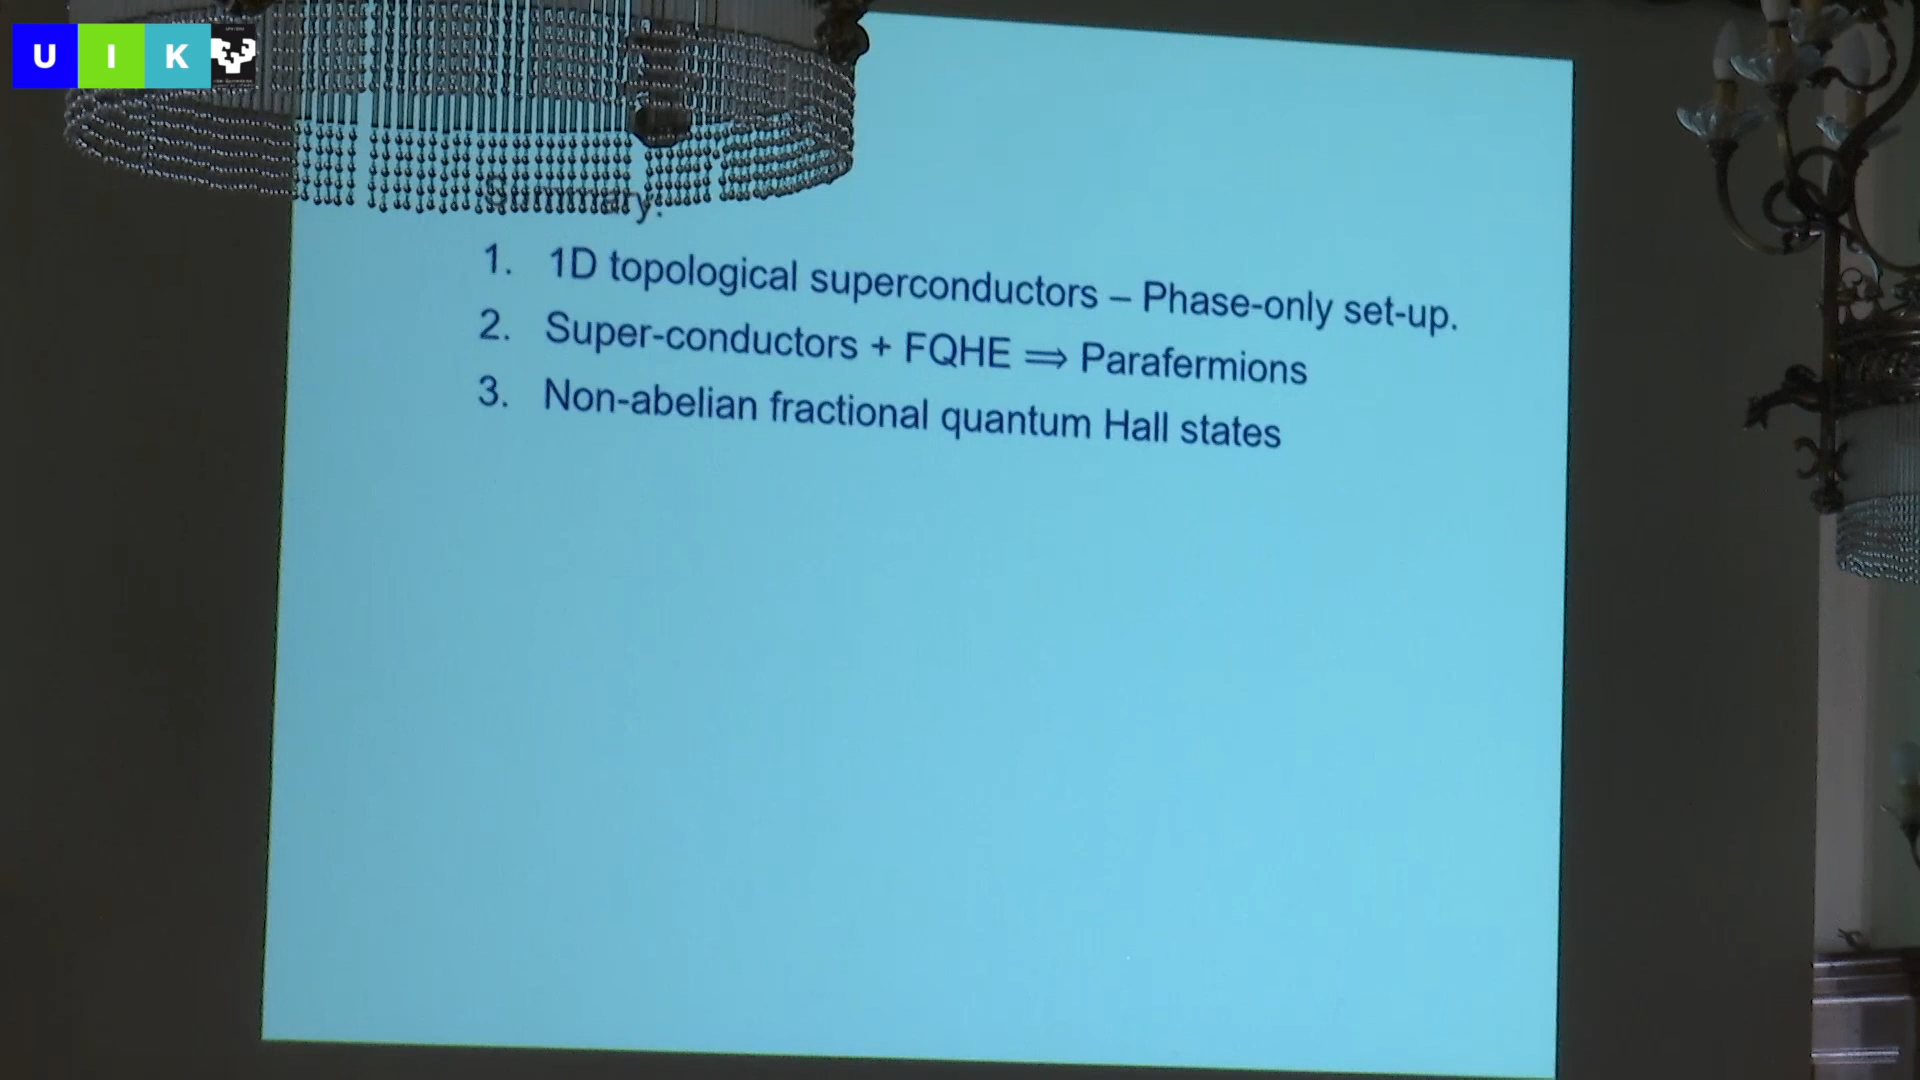 U I K
Summary:
1. 1D topological superconductors – Phase-only set-up.
2. Super-conductors + FQHE ⟹ Parafermions
3. Non-abelian fractional quantum Hall states